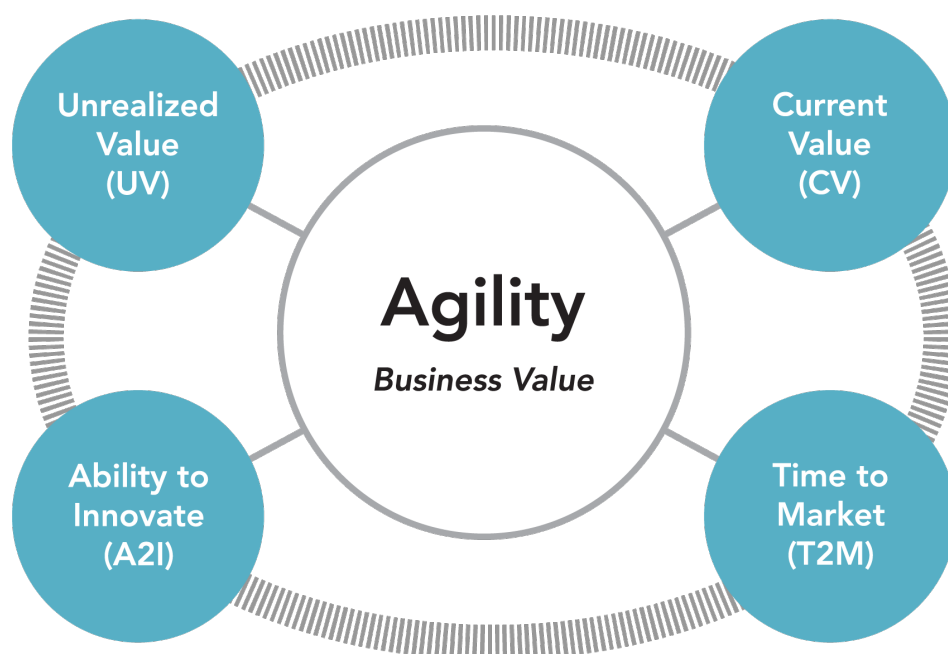 Unrealized
Value
(UV)
Current
Value
(CV)
Agility
Business Value
Ability to
Innovate
(A2I)
Time to
Market
(T2M)